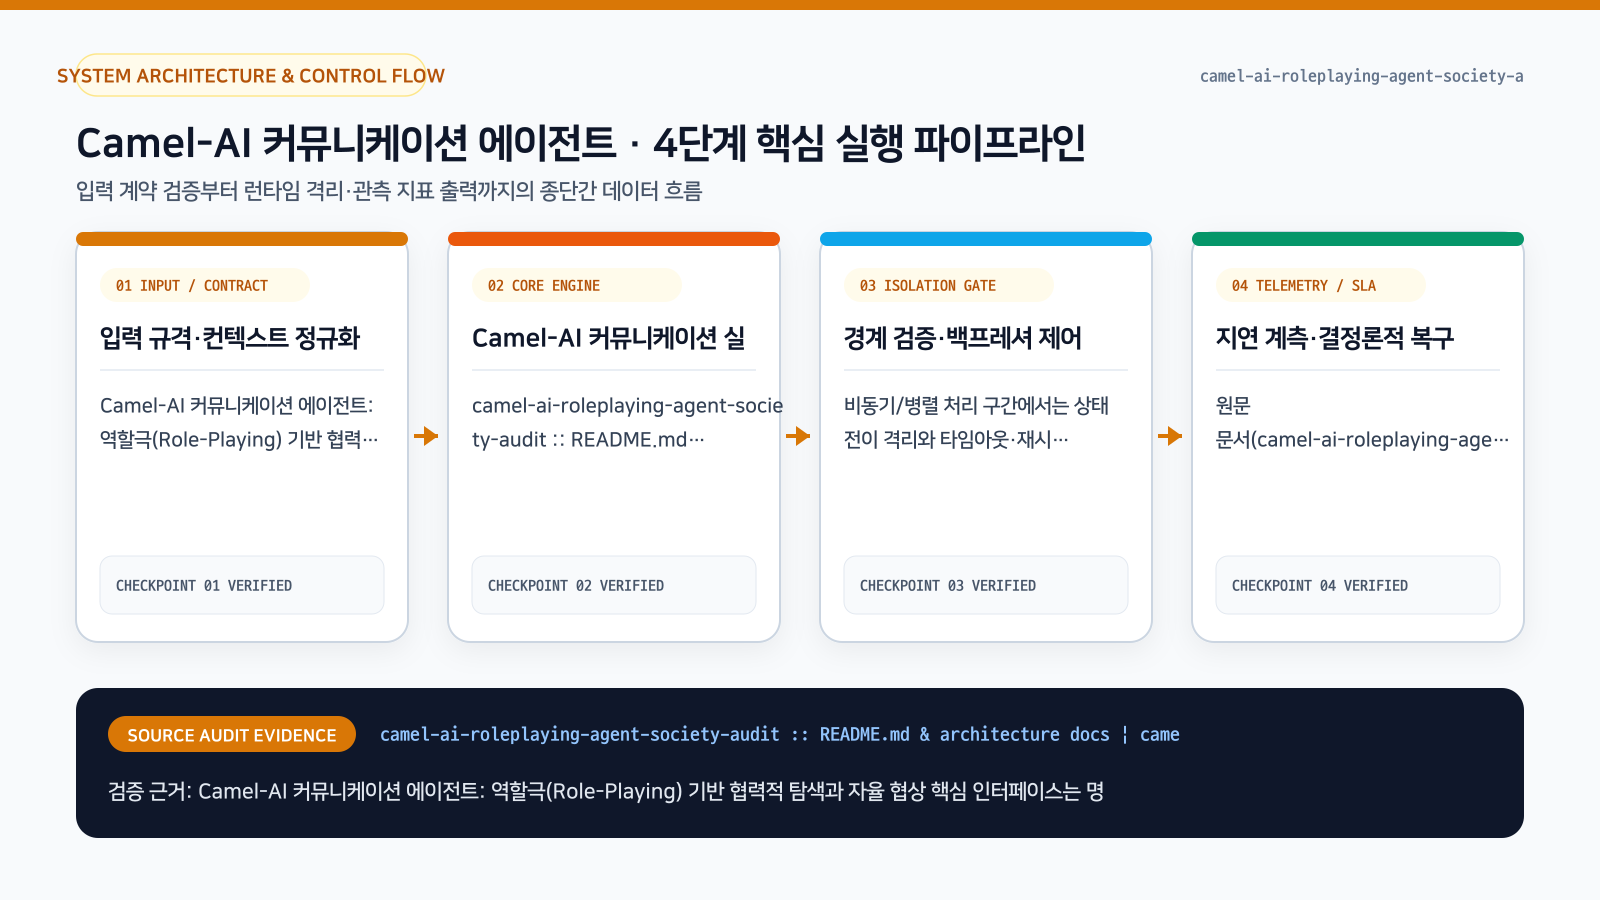 SYSTEM ARCHITECTURE & CONTROL FLOW
camel-ai-roleplaying-agent-society-a
Camel-AI 커뮤니케이션 에이전트 · 4단계 핵심 실행 파이프라인
입력 계약 검증부터 런타임 격리·관측 지표 출력까지의 종단간 데이터 흐름
01 INPUT / CONTRACT
입력 규격·컨텍스트 정규화
Camel-AI 커뮤니케이션 에이전트:
역할극(Role-Playing) 기반 협력…
CHECKPOINT 01 VERIFIED
02 CORE ENGINE
Camel-AI 커뮤니케이션 실
camel-ai-roleplaying-agent-socie
ty-audit :: README.md…
CHECKPOINT 02 VERIFIED
03 ISOLATION GATE
경계 검증·백프레셔 제어
비동기/병렬 처리 구간에서는 상태
전이 격리와 타임아웃·재시…
CHECKPOINT 03 VERIFIED
04 TELEMETRY / SLA
지연 계측·결정론적 복구
원문
문서(camel-ai-roleplaying-age…
CHECKPOINT 04 VERIFIED
SOURCE AUDIT EVIDENCE
camel-ai-roleplaying-agent-society-audit :: README.md & architecture docs ¦ came
검증 근거: Camel-AI 커뮤니케이션 에이전트: 역할극(Role-Playing) 기반 협력적 탐색과 자율 협상 핵심 인터페이스는 명